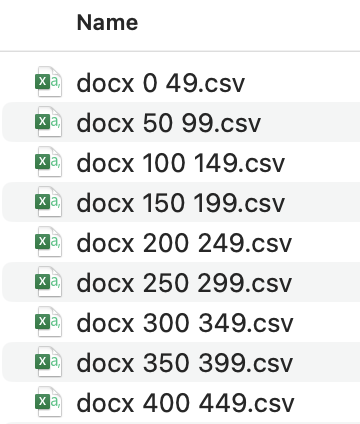 Name
docx 0 49.csv
docx 50 99.csv
docx 100 149.csv
docx 150 199.csv
docx 200 249.csv
docx 250 299.csv
docx 300 349.csv
docx 350 399.csv
docx 400 449.csv